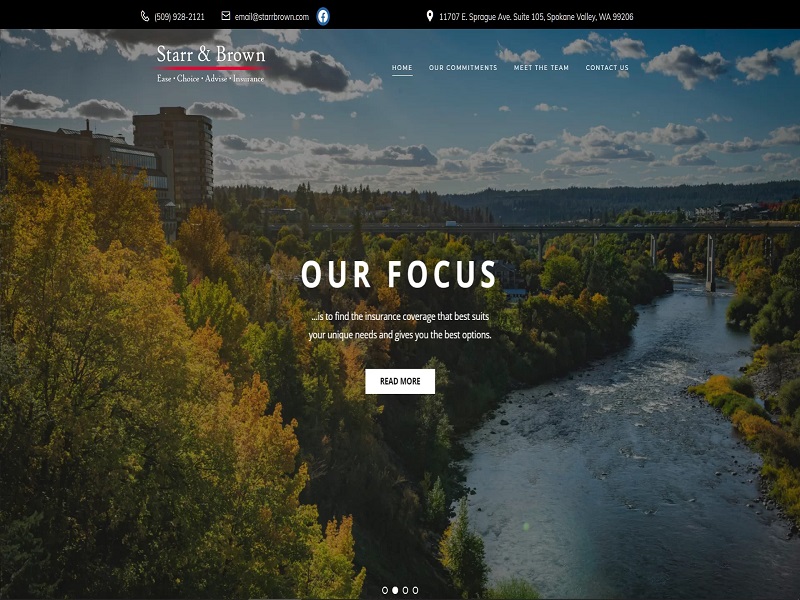 (509) 928-2121
email@starrbrown.com
11707 E. Sprague Ave. Suite 105, Spokane Valley, WA 99206
Starr & Brown
Ease • Choice • Advise • Insurance
HOME
OUR COMMITMENTS
MEET THE TEAM
CONTACT US
OUR FOCUS
...is to find the insurance coverage that best suits
your unique needs and gives you the best options.
READ MORE